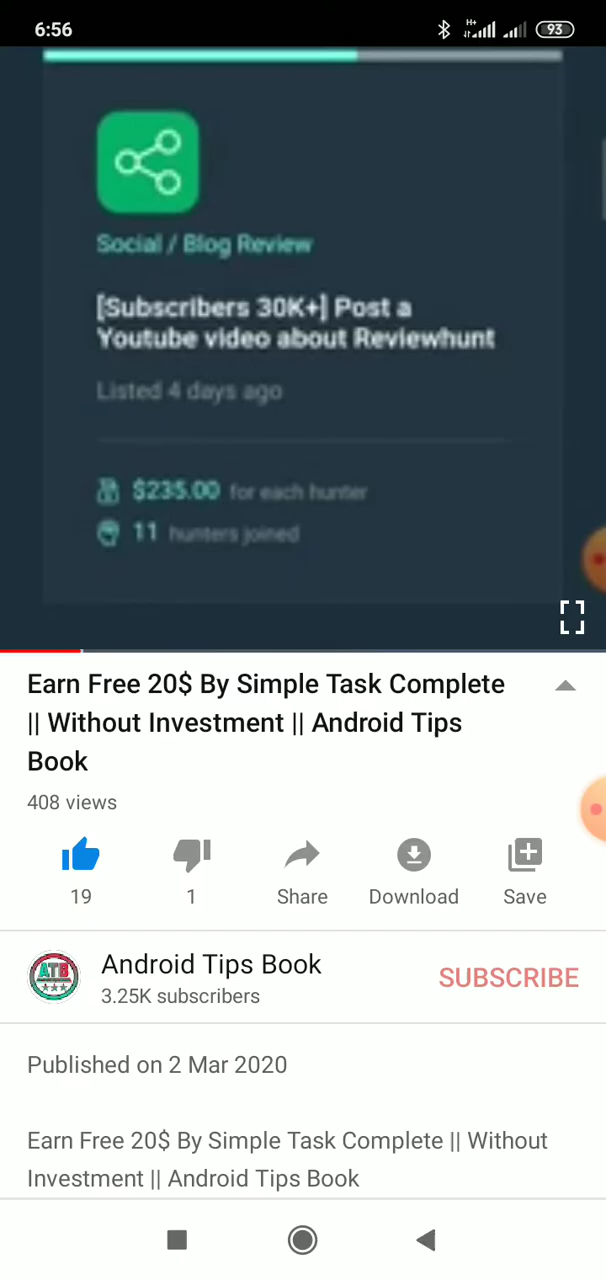 6:56
H+
93
Social / Blog Review
[Subscribers 30K+] Post a
Youtube video about Reviewhunt
Listed 4 days ago
$235.00 for each hunter
11 hunters joined
Earn Free 20$ By Simple Task Complete
|| Without Investment || Android Tips
Book
408 views
19
1
Share
Download
Save
ATB
Android Tips Book
3.25K subscribers
SUBSCRIBE
Published on 2 Mar 2020
Earn Free 20$ By Simple Task Complete || Without
Investment || Android Tips Book